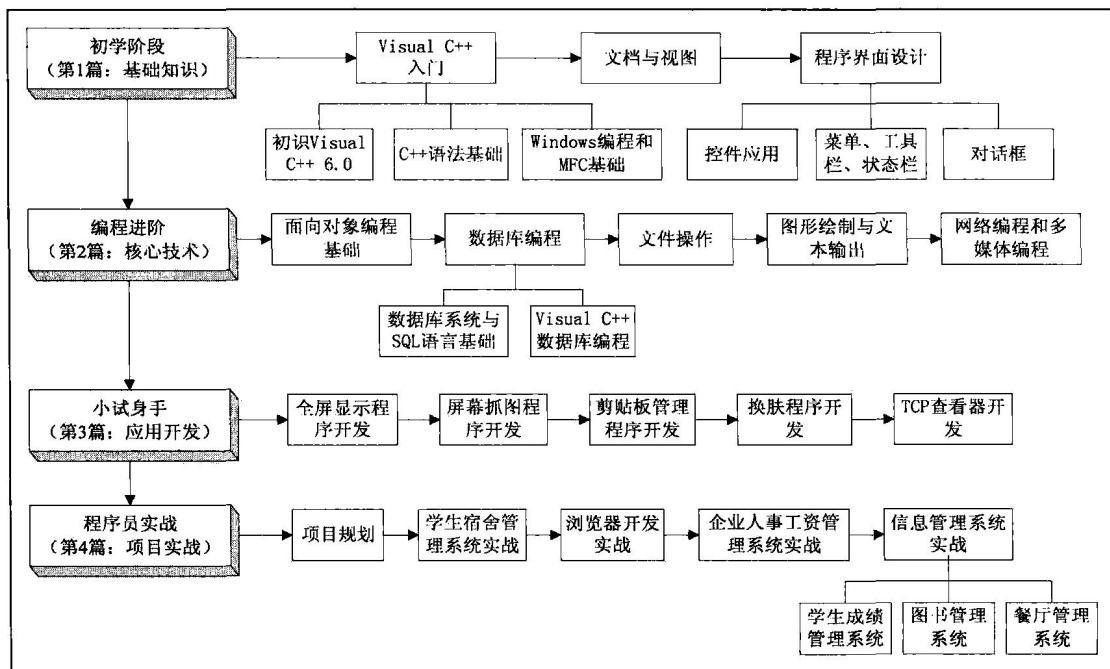 初学阶段
（第1篇：基础知识）
Visual C++
入门
文档与视图
程序界面设计
初识Visual
C++ 6.0
C++语法基础
Windows编程和
MFC基础
控件应用
菜单、工具
栏、状态栏
对话框
编程进阶
（第2篇：核心技术）
面向对象编程
基础
数据库编程
文件操作
图形绘制与文
本输出
网络编程和多
媒体编程
数据库系统与
SQL语言基础
Visual C++
数据库编程
小试身手
（第3篇：应用开发）
全屏显示程
序开发
屏幕抓图程
序开发
剪贴板管理
程序开发
换肤程序开
发
TCP查看器开
发
程序员实战
（第4篇：项目实战）
项目规划
学生宿舍管
理系统实战
浏览器开发
实战
企业人事工资管
理系统实战
信息管理系统
实战
学生成绩
管理系统
图书管理
系统
餐厅管理
系统